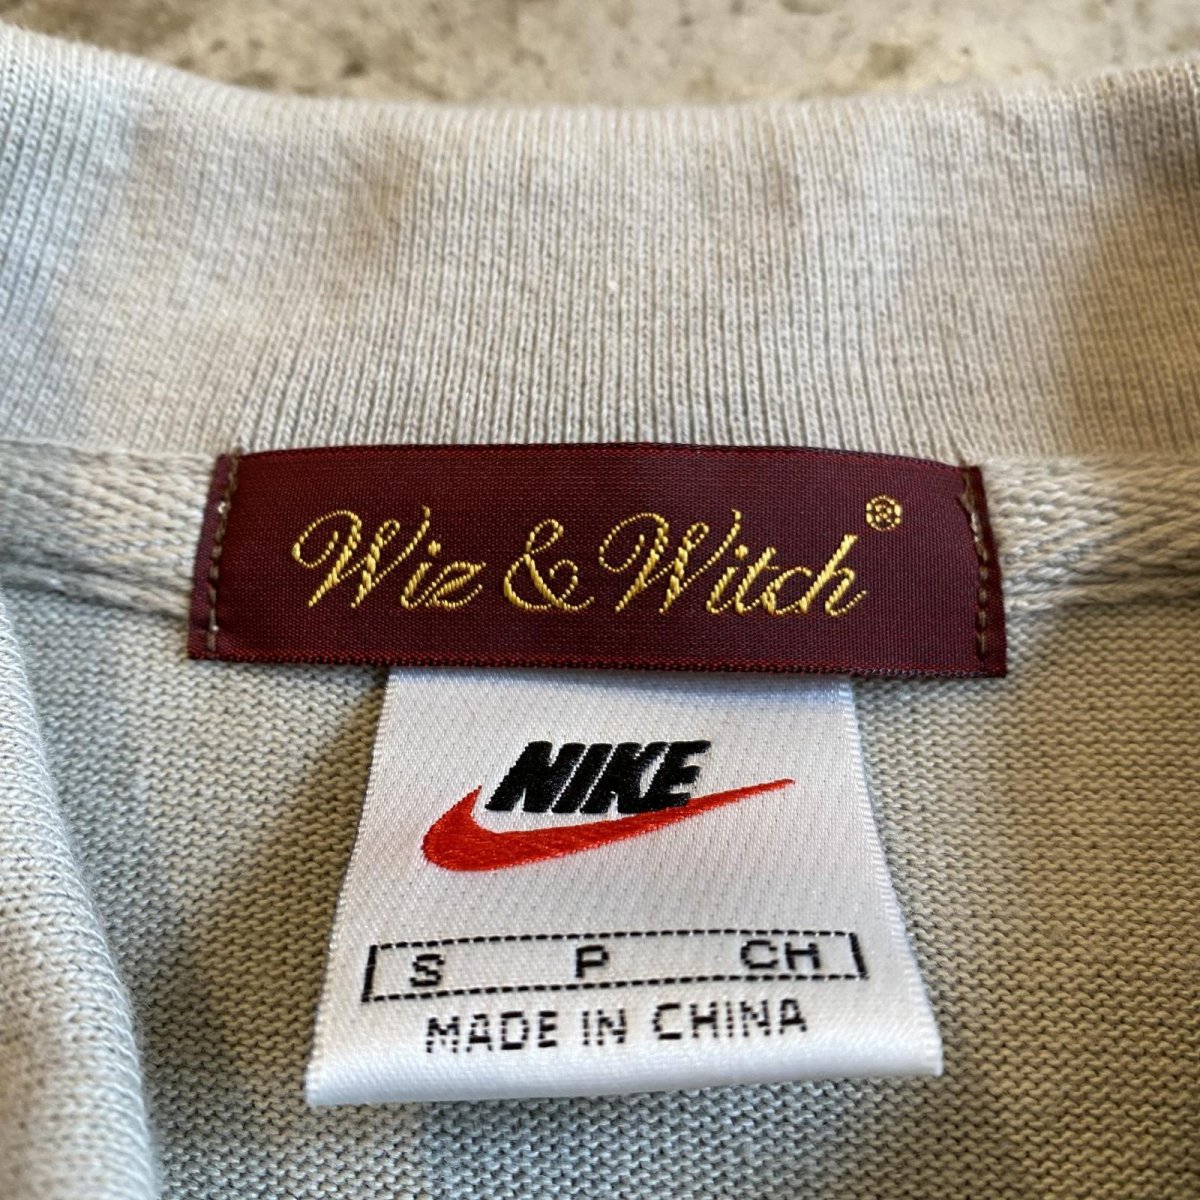 Wiz & Witch®
NIKE
S P CH
MADE IN CHINA